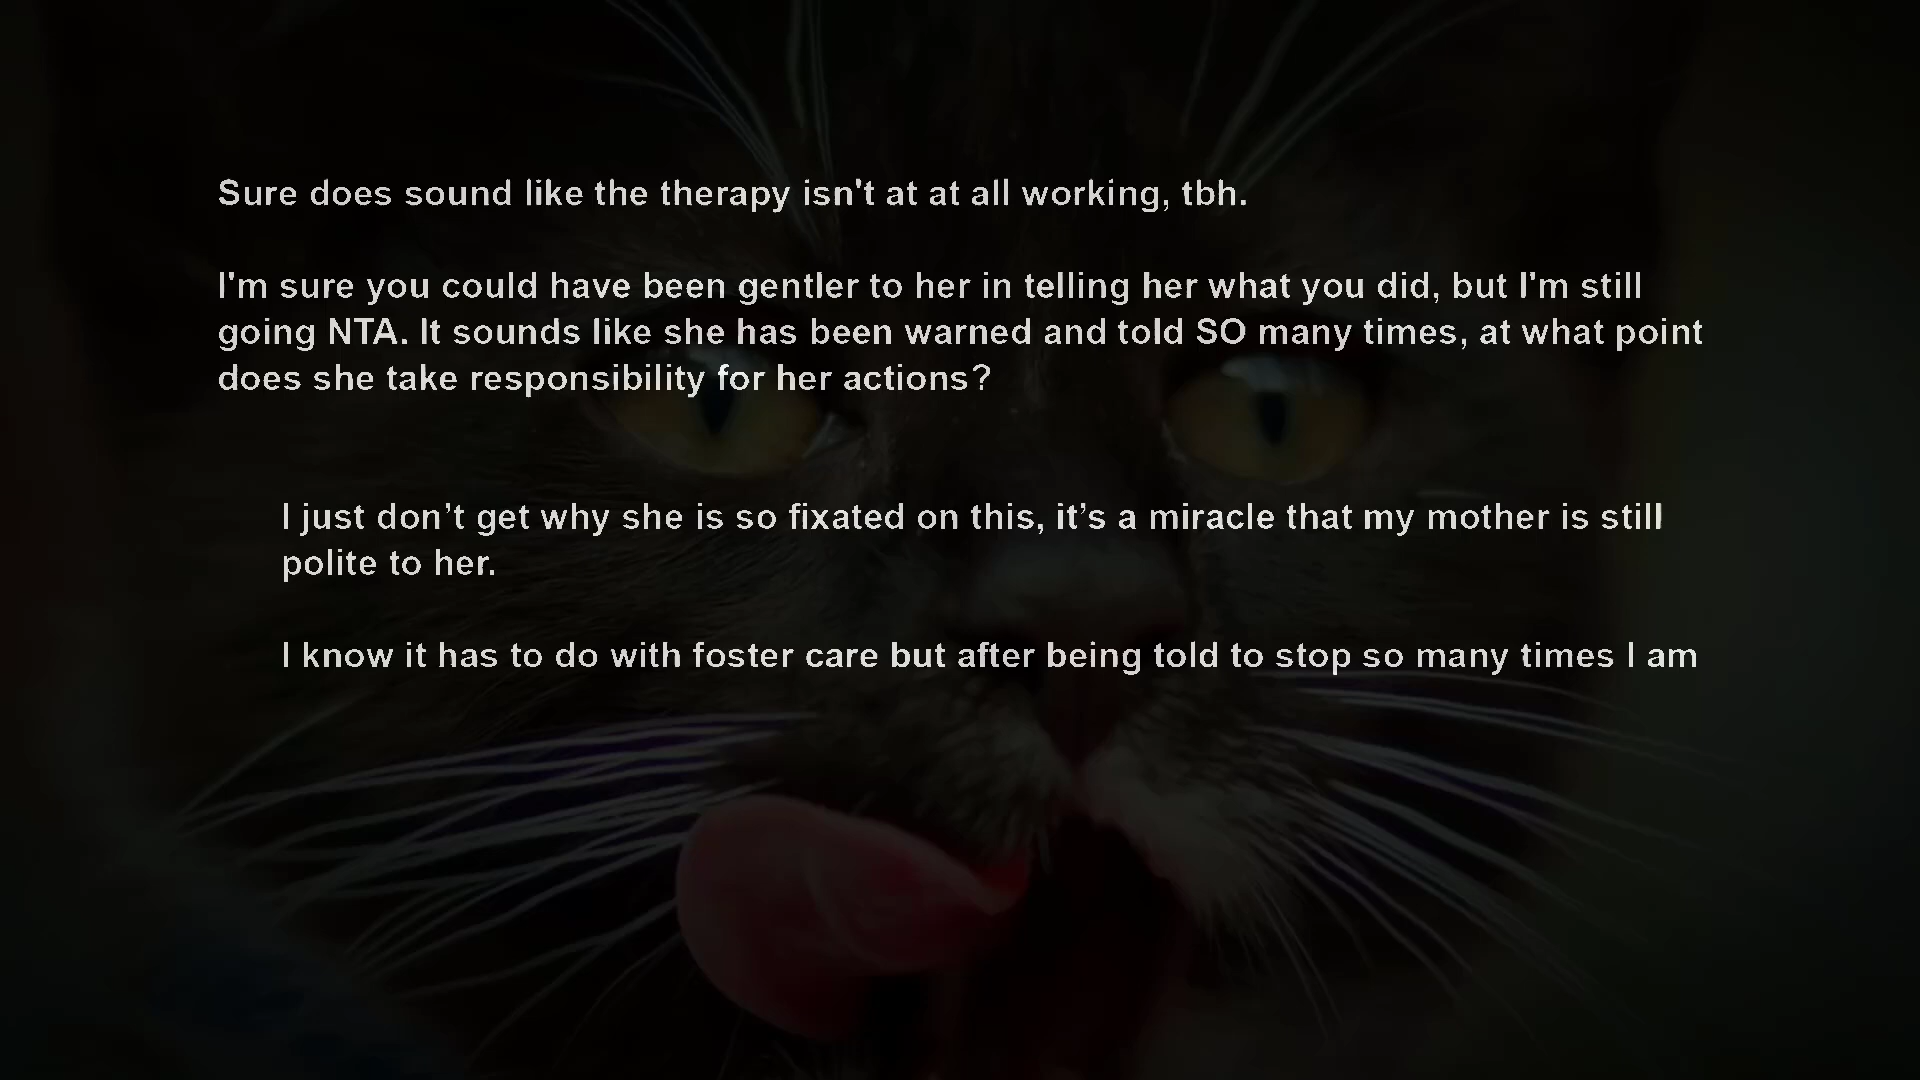 Sure does sound like the therapy isn't at at all working, tbh.
I'm sure you could have been gentler to her in telling her what you did, but I'm still
going NTA. It sounds like she has been warned and told SO many times, at what point
does she take responsibility for her actions?
I just don’t get why she is so fixated on this, it’s a miracle that my mother is still
polite to her.
I know it has to do with foster care but after being told to stop so many times I am